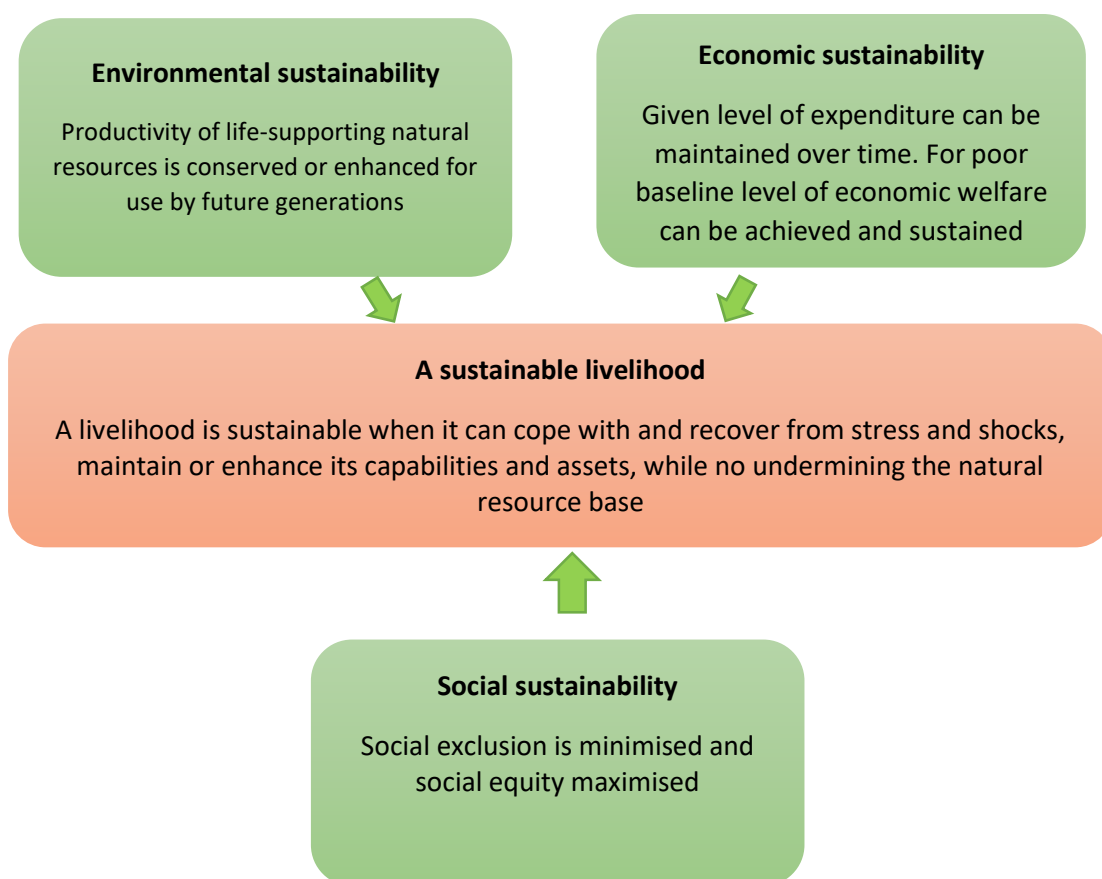 Environmental sustainability
Productivity of life-supporting natural
resources is conserved or enhanced for
use by future generations
Economic sustainability
Given level of expenditure can be
maintained over time. For poor
baseline level of economic welfare
can be achieved and sustained
A sustainable livelihood
A livelihood is sustainable when it can cope with and recover from stress and shocks,
maintain or enhance its capabilities and assets, while no undermining the natural
resource base
Social sustainability
Social exclusion is minimised and
social equity maximised